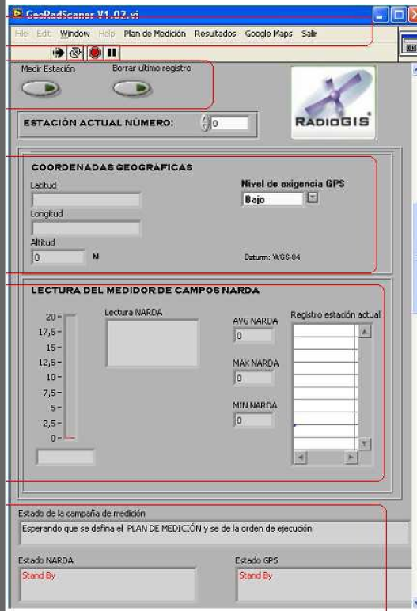 GeoRadScaner V1.02.vi
File Edit Window Help Plan de Medición Resultados Google Maps Salir
Medir Estación Borrar último registro
ESTACIÓN ACTUAL NÚMERO: 0
RADIOGIS
COORDENADAS GEOGRÁFICAS
Latitud
Nivel de exigencia GPS
Bajo
Longitud
Altitud
0 M
Datum: WGS-84
LECTURA DEL MEDIDOR DE CAMPOS NARDA
Lectura NARDA
AVG NARDA
0
MAX NARDA
0
MIN NARDA
0
Registro estación actual
20
17,5
15
12,5
10
7,5
5
2,5
0
Estado de la campaña de medición
Esperando que se defina el PLAN DE MEDICIÓN y se de la orden de ejecución
Estado NARDA Estado GPS
Stand By Stand By